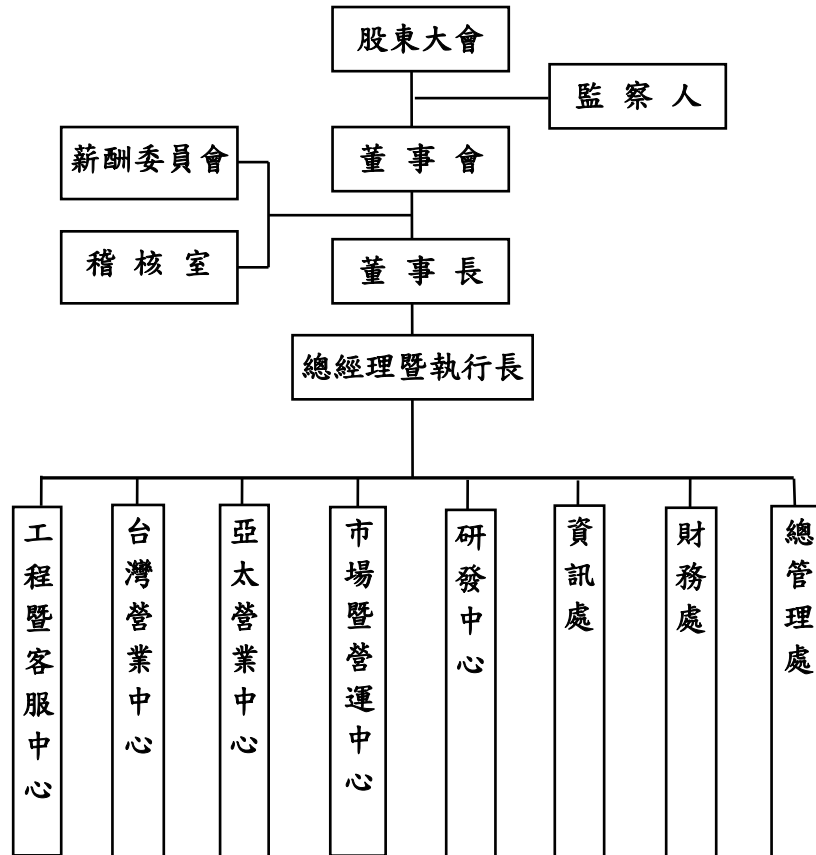 股東大會
監察人
薪酬委員會
董事會
稽核室
董事長
總經理暨執行長
工程暨客服中心
台灣營業中心
亞太營業中心
市場暨營運中心
研發中心
資訊處
財務處
總管理處